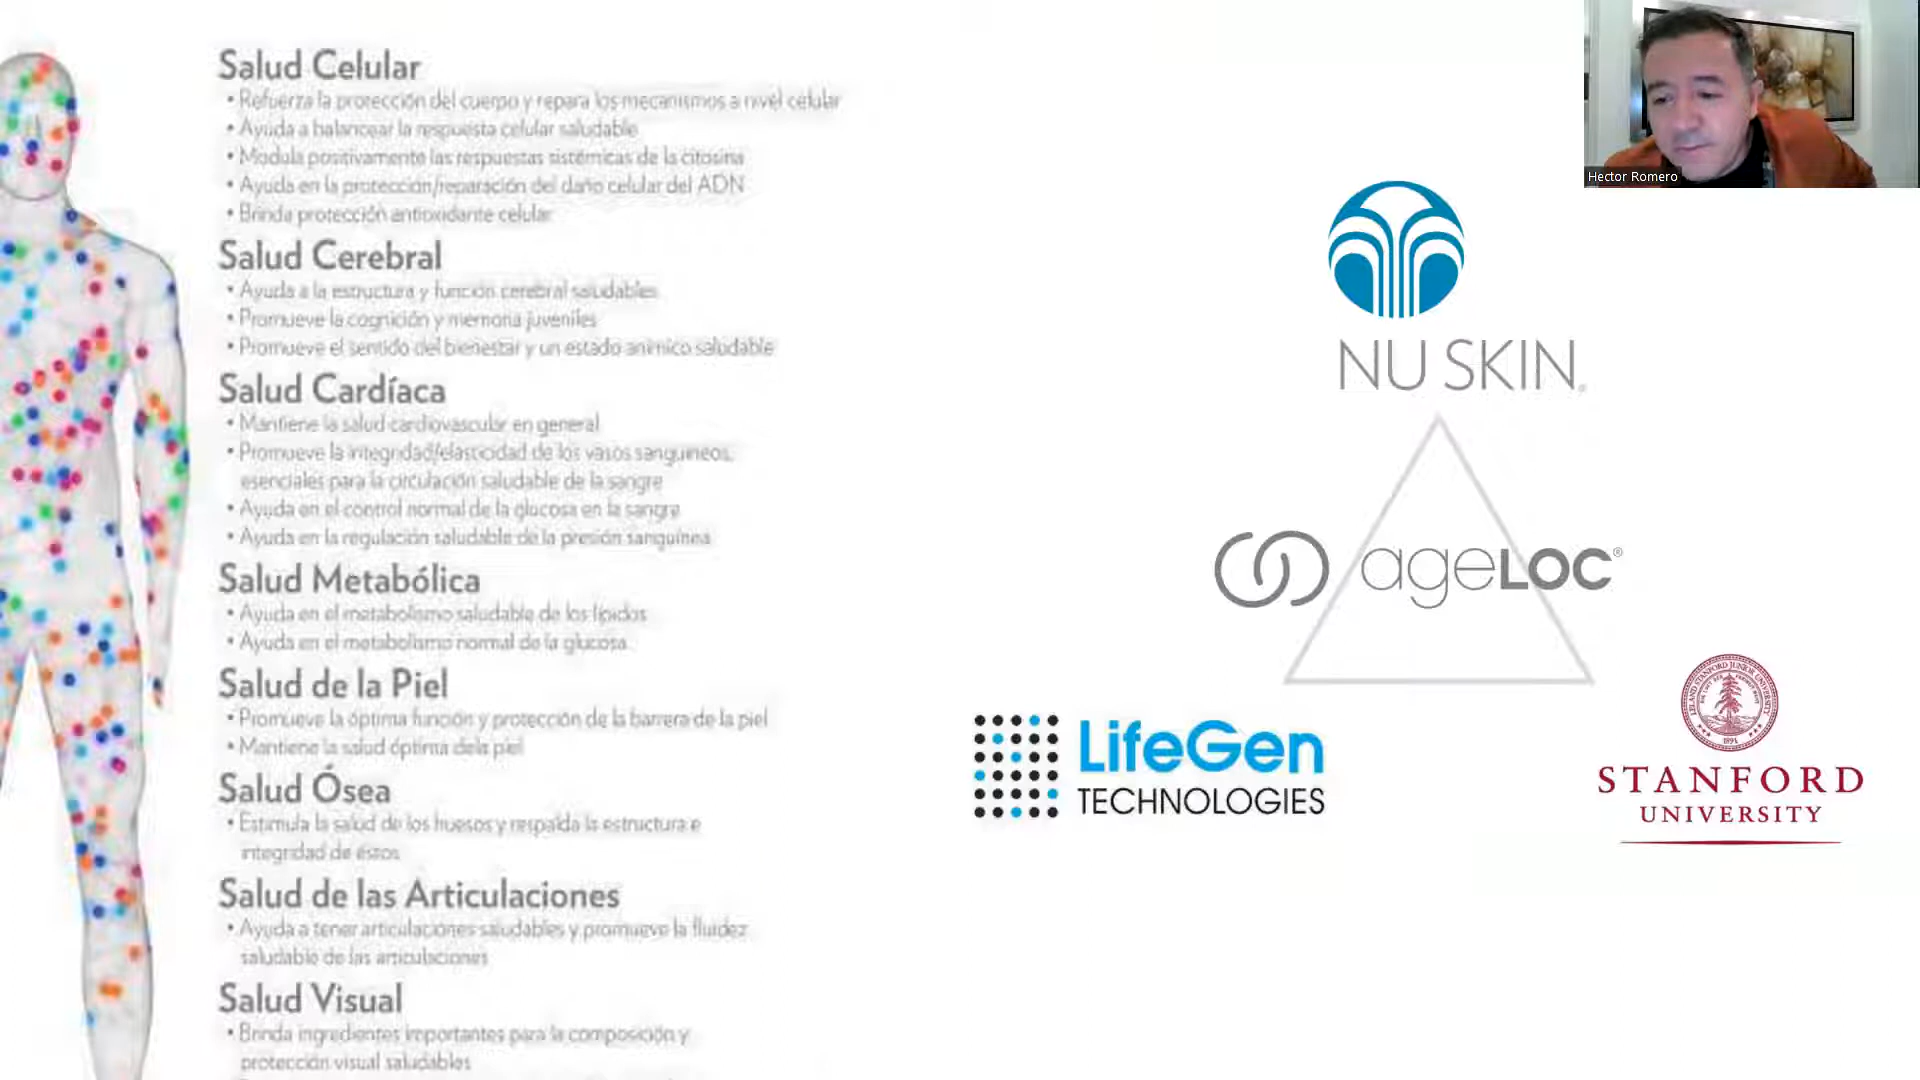 Salud Celular
• Refuerza la protección del cuerpo y repara los mecanismos a nivel celular
• Ayuda a balancear la respuesta celular saludable
• Modula positivamente las respuestas sistémicas de la citosina
• Ayuda en la protección/reparación del daño celular del ADN
• Brinda protección antioxidante celular
Salud Cerebral
• Ayuda a la estructura y función cerebral saludables
• Promueve la cognición y memoria juveniles
• Promueve el sentido del bienestar y un estado anímico saludable
Salud Cardíaca
• Mantiene la salud cardiovascular en general
• Promueve la integridad/elasticidad de los vasos sanguíneos,
esenciales para la circulación saludable de la sangre
• Ayuda en el control normal de la glucosa en la sangre
• Ayuda en la regulación saludable de la presión sanguínea
Salud Metabólica
• Ayuda en el metabolismo saludable de los lípidos
• Ayuda en el metabolismo normal de la glucosa
Salud de la Piel
• Promueve la óptima función y protección de la barrera de la piel
• Mantiene la salud óptima dela piel
Salud Ósea
• Estimula la salud de los huesos y respalda la estructura e
integridad de éstos
Salud de las Articulaciones
• Ayuda a tener articulaciones saludables y promueve la fluidez
saludable de las articulaciones
Salud Visual
• Brinda ingredientes importantes para la composición y
protección visual saludables
Hector Romero
NU SKIN®
ageLOC®
LifeGen
TECHNOLOGIES
1891
STANFORD
UNIVERSITY